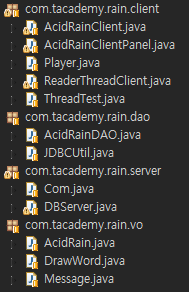 com.tacademy.rain.client
AcidRainClient.java
AcidRainClientPanel.java
Player.java
ReaderThreadClient.java
ThreadTest.java
com.tacademy.rain.dao
AcidRainDAO.java
JDBCUtil.java
com.tacademy.rain.server
Com.java
DBServer.java
com.tacademy.rain.vo
AcidRain.java
DrawWord.java
Message.java